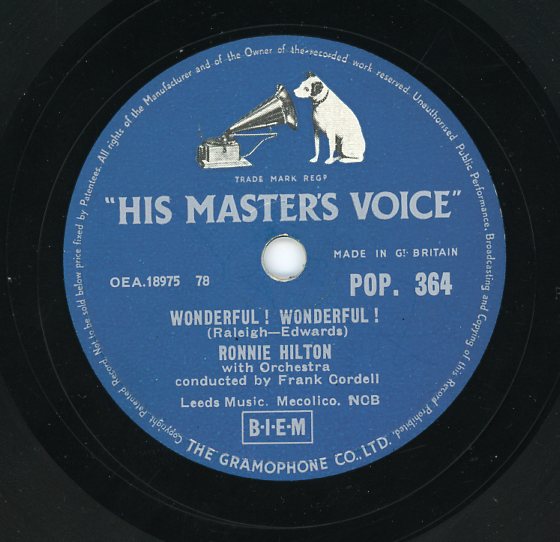 Copyright. Patented Record Not to be sold below price fixed by Patentees. All rights of the Manufacturer and of the Owner of the recorded work reserved. Unauthorised Public Performance, Broadcasting and Copying of this Record Prohibited.
TRADE MARK REGD
"HIS MASTER'S VOICE"
MADE IN GT BRITAIN
OEA.18975 78
POP. 364
WONDERFUL! WONDERFUL!
(Raleigh—Edwards)
RONNIE HILTON
with Orchestra
conducted by Frank Cordell
Leeds Music. Mecolico. NCB
B·I·E·M
THE GRAMOPHONE CO., LTD.